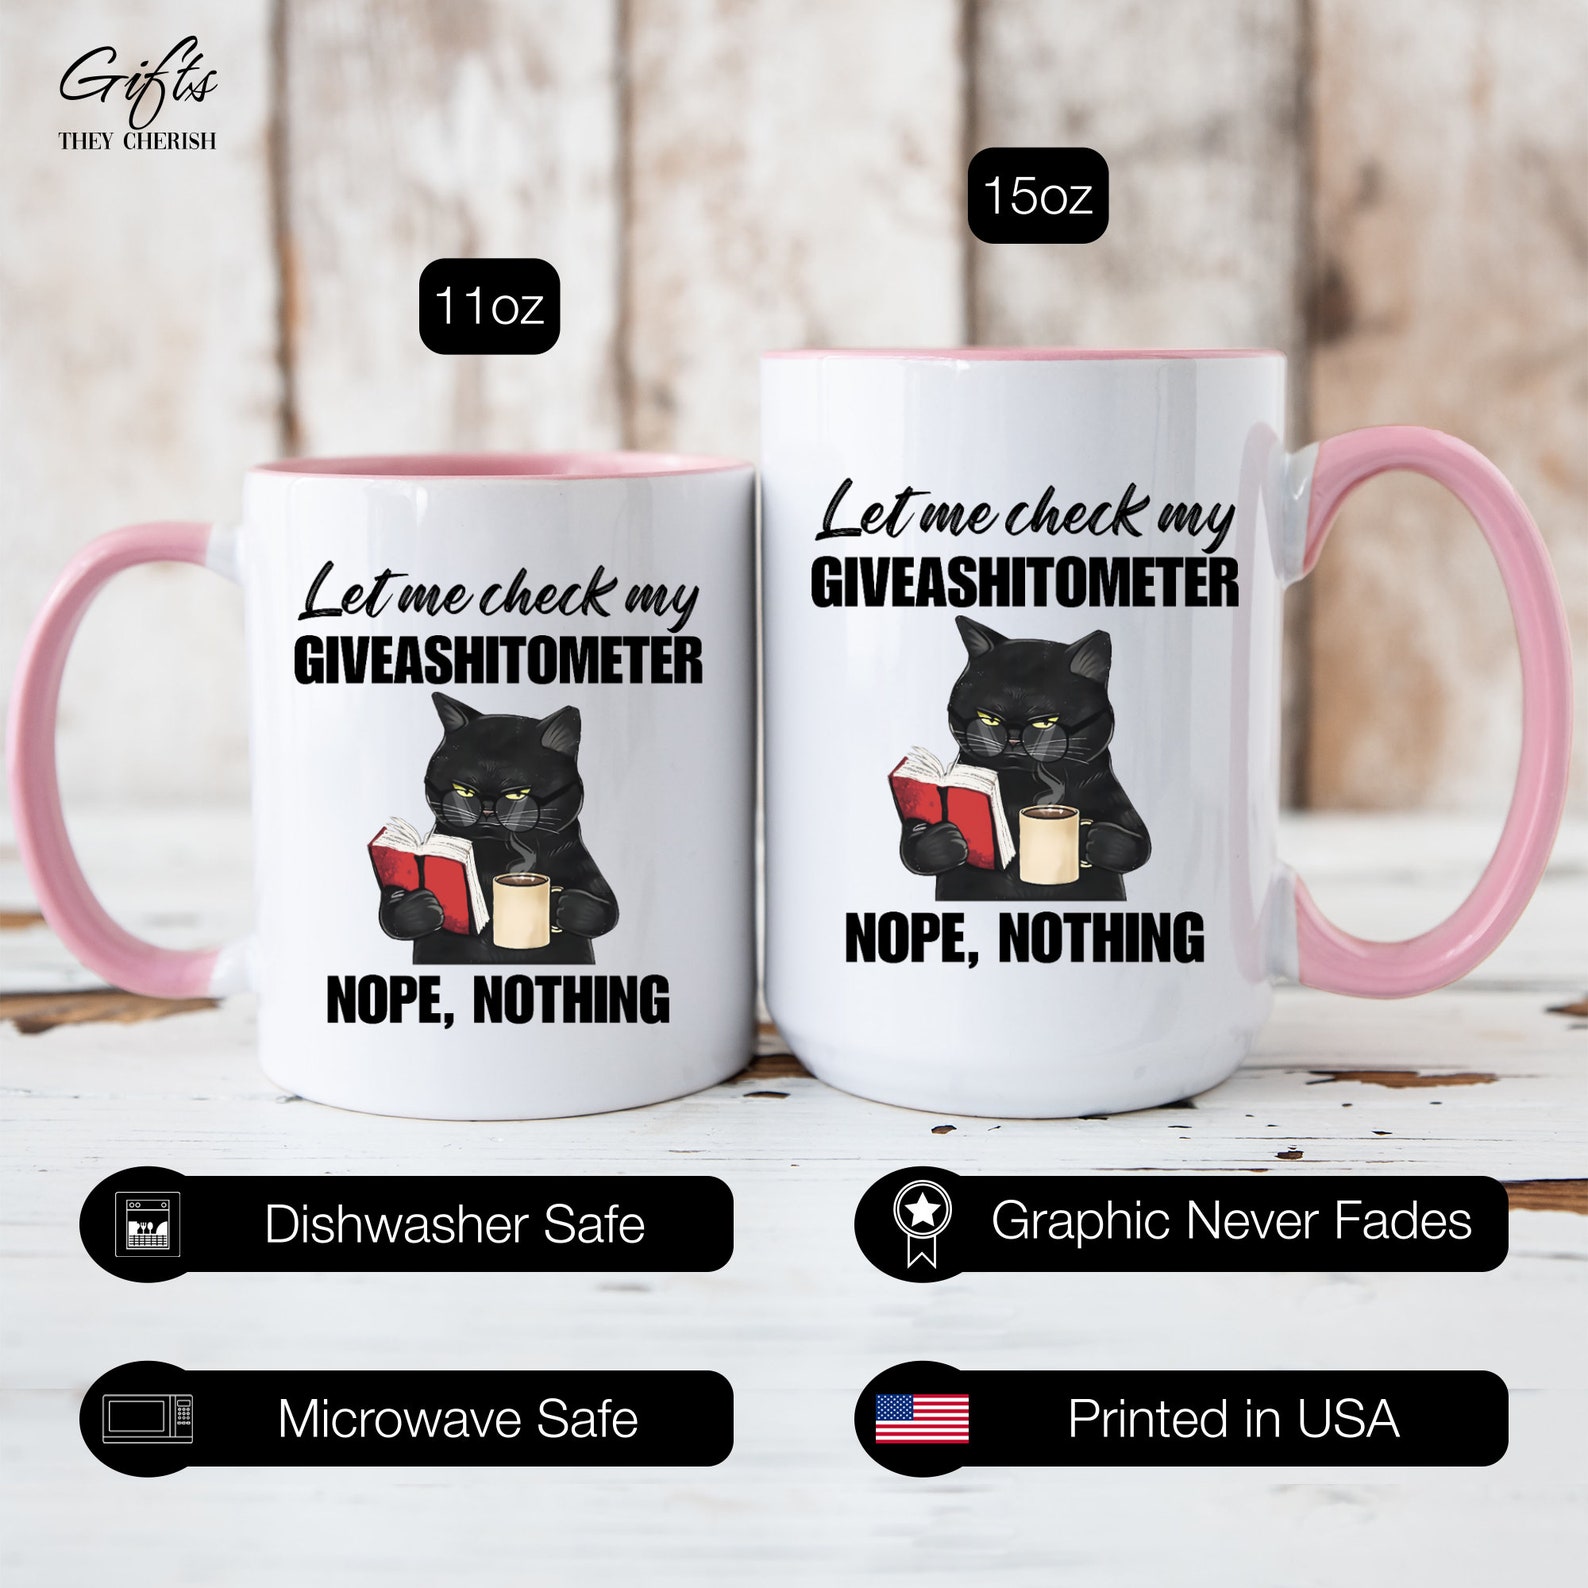 Gifts
THEY CHERISH
15oz
11oz
Let me check my
GIVEASHITOMETER
NOPE, NOTHING
Let me check my
GIVEASHITOMETER
NOPE, NOTHING
Dishwasher Safe
Graphic Never Fades
Microwave Safe
Printed in USA